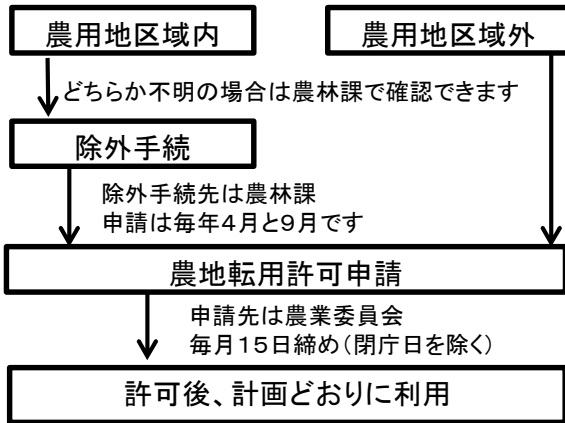 農用地区域内
農用地区域外
どちらか不明の場合は農林課で確認できます
除外手続
除外手続先は農林課
申請は毎年4月と9月です
農地転用許可申請
申請先は農業委員会
毎月15日締め(閉庁日を除く)
許可後、計画どおりに利用